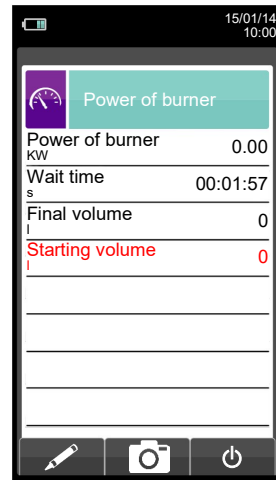 15/01/14
10:00
Power of burner
Power of burner 0.00
KW
Wait time 00:01:57
s
Final volume 0
l
Starting volume 0
l